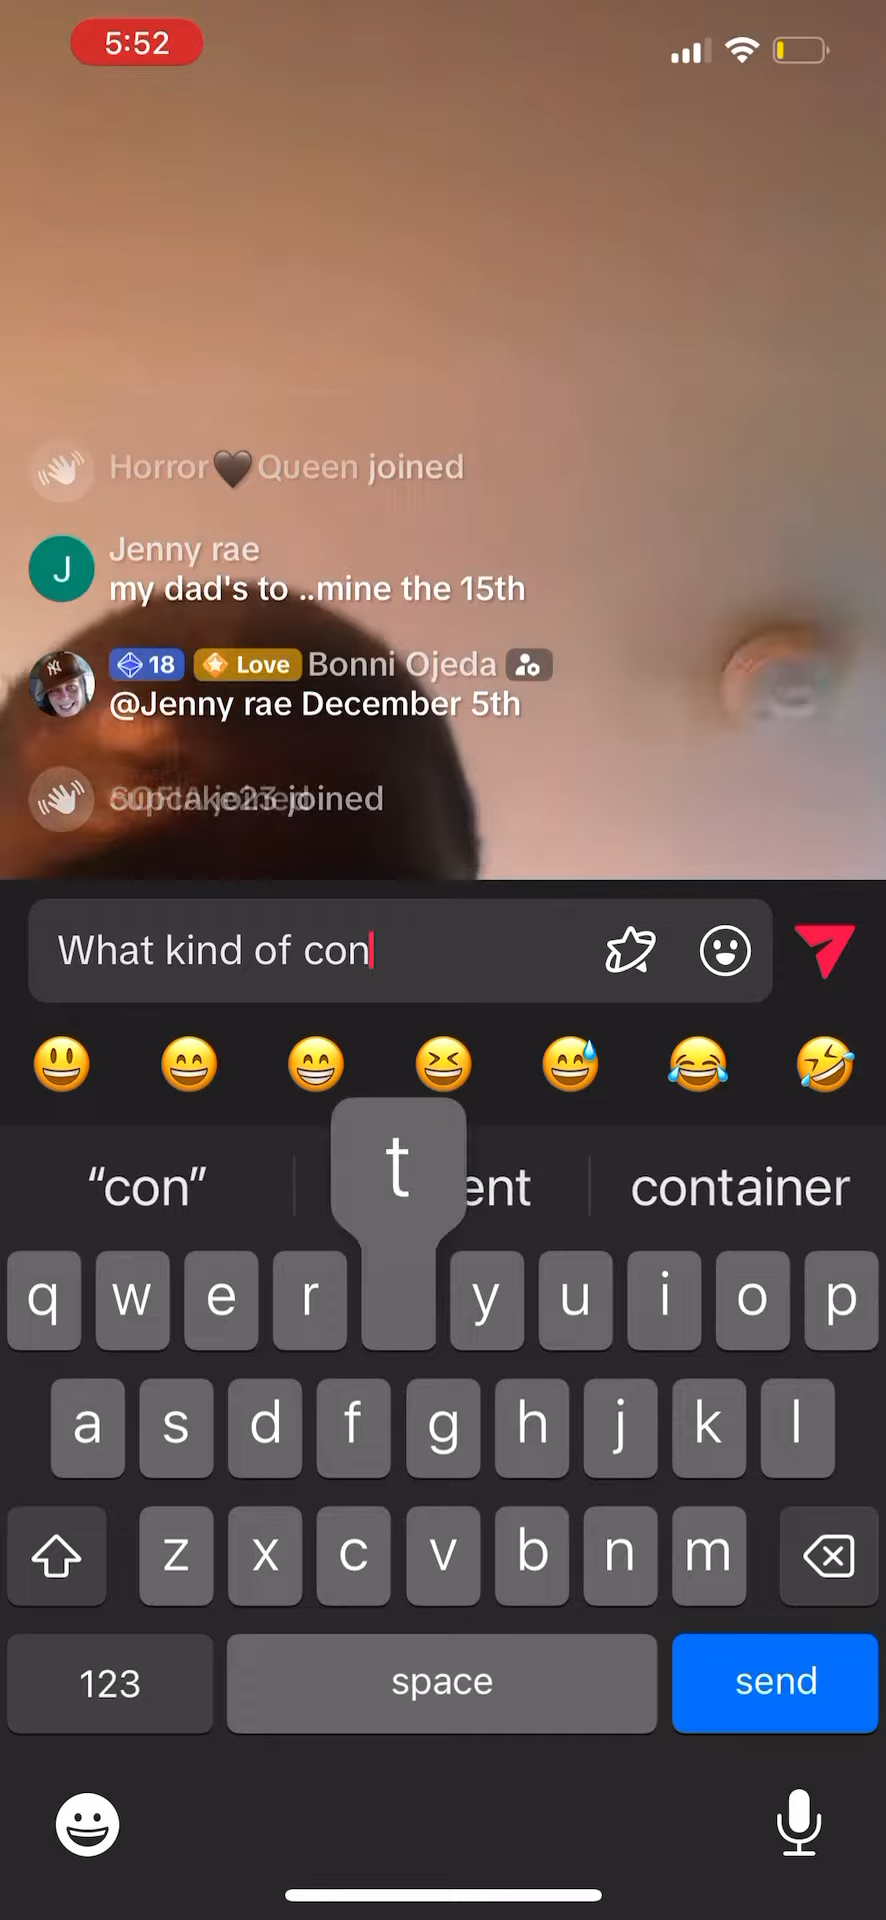 5:52
Horror🖤Queen joined
J
Jenny rae
my dad's to ..mine the 15th
18 Love Bonni Ojeda
@Jenny rae December 5th
joined
What kind of con
“con” ent container
t
q w e r y u i o p
a s d f g h j k l
z x c v b n m
123 space send